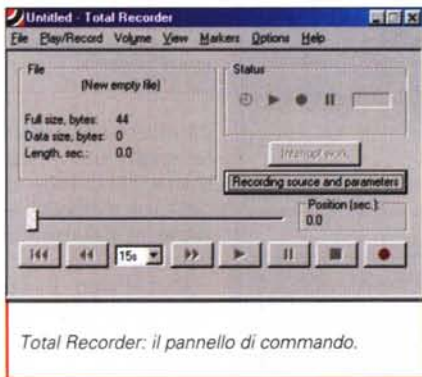 Untitled - Total Recorder
File Play/Record Volume View Markers Options Help
File
(New empty file)
Full size, bytes: 44
Data size, bytes: 0
Length, sec.: 0.0
Status
Interrupt work
Recording source and parameters
Position (sec.):
0.0
15s
Total Recorder: il pannello di commando.